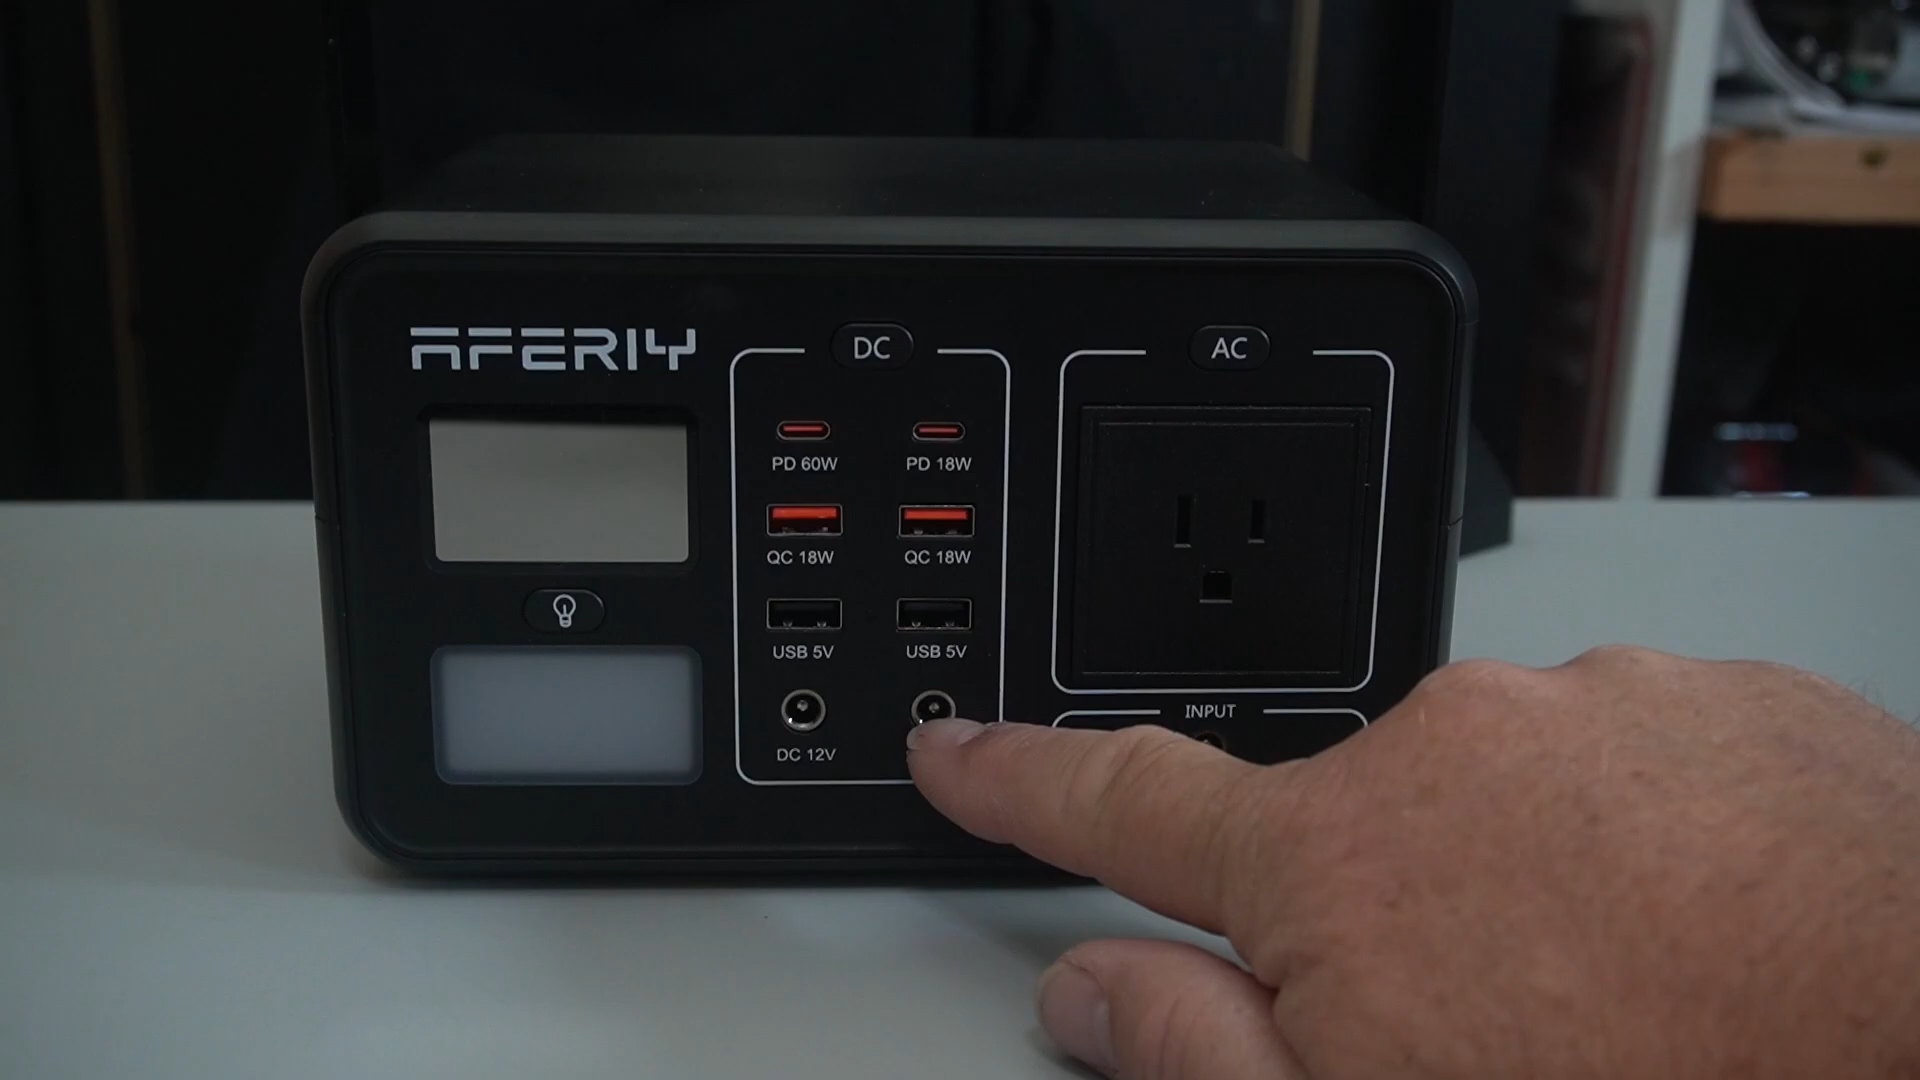 AFERIY
DC
AC
PD 60W
PD 18W
QC 18W
QC 18W
USB 5V
USB 5V
DC 12V
INPUT